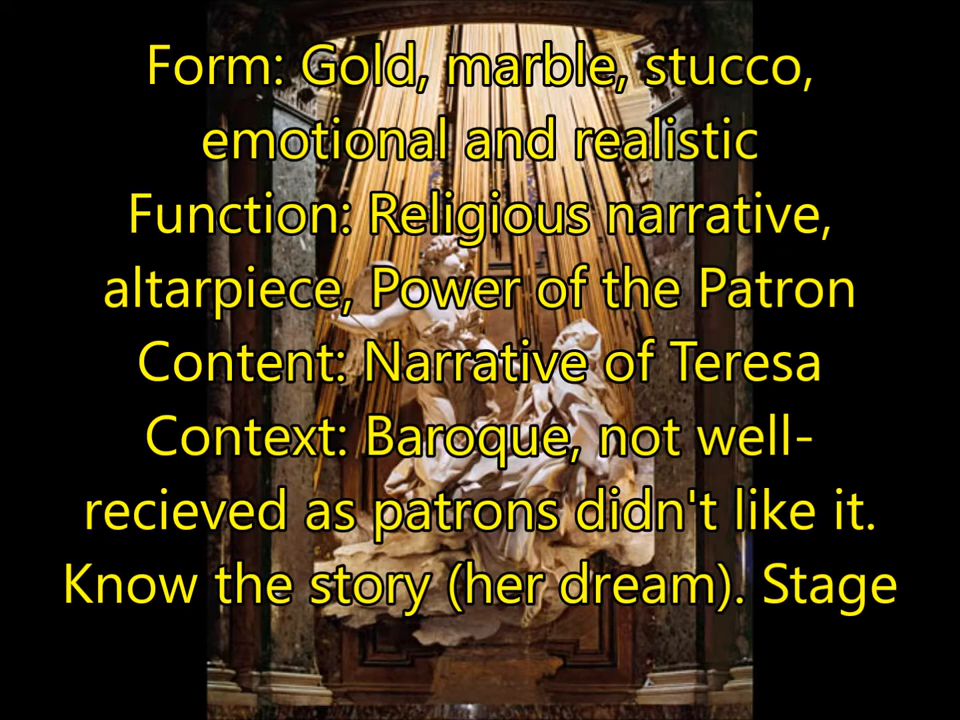 Form: Gold, marble, stucco,
emotional and realistic
Function: Religious narrative,
altarpiece, Power of the Patron
Content: Narrative of Teresa
Context: Baroque, not well-
recieved as patrons didn't like it.
Know the story (her dream). Stage